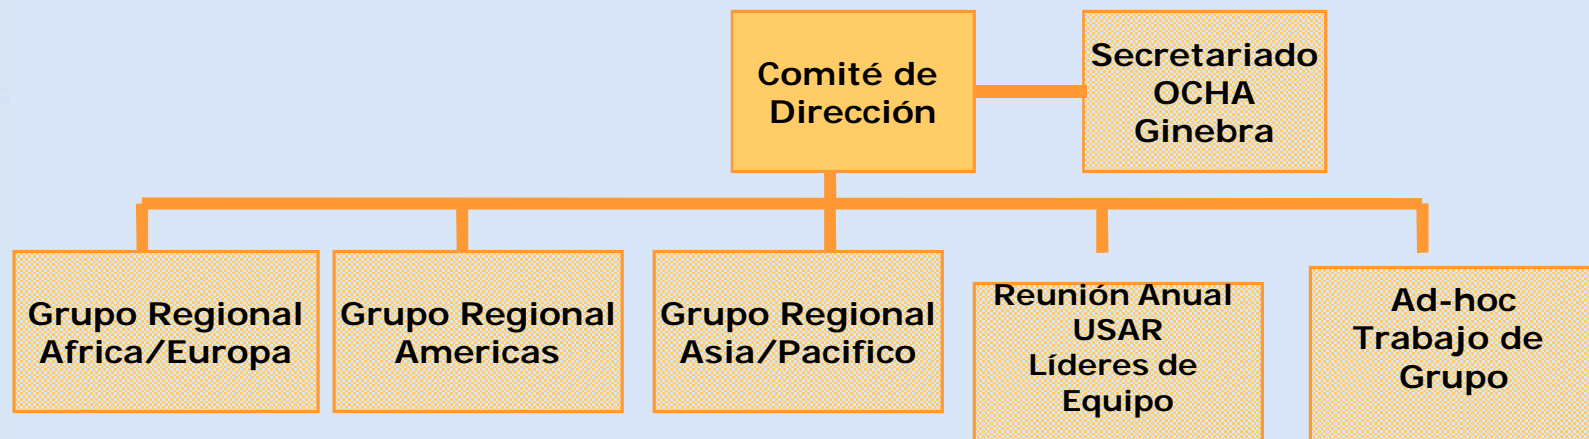 Comité de
Dirección
Secretariado
OCHA
Ginebra
Grupo Regional
Africa/Europa
Grupo Regional
Americas
Grupo Regional
Asia/Pacifico
Reunión Anual
USAR
Líderes de
Equipo
Ad-hoc
Trabajo de
Grupo